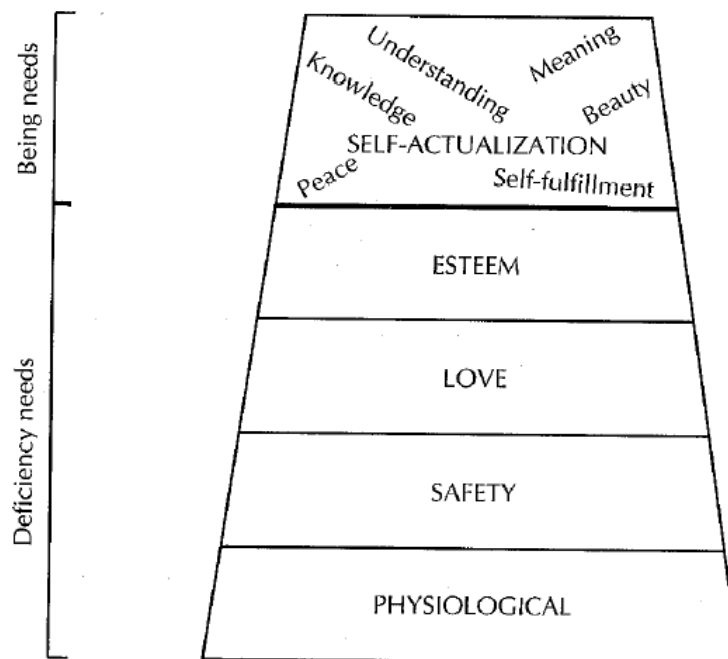 Being needs
Understanding
Meaning
Knowledge
Beauty
SELF-ACTUALIZATION
Peace
Self-fulfillment
Deficiency needs
ESTEEM
LOVE
SAFETY
PHYSIOLOGICAL